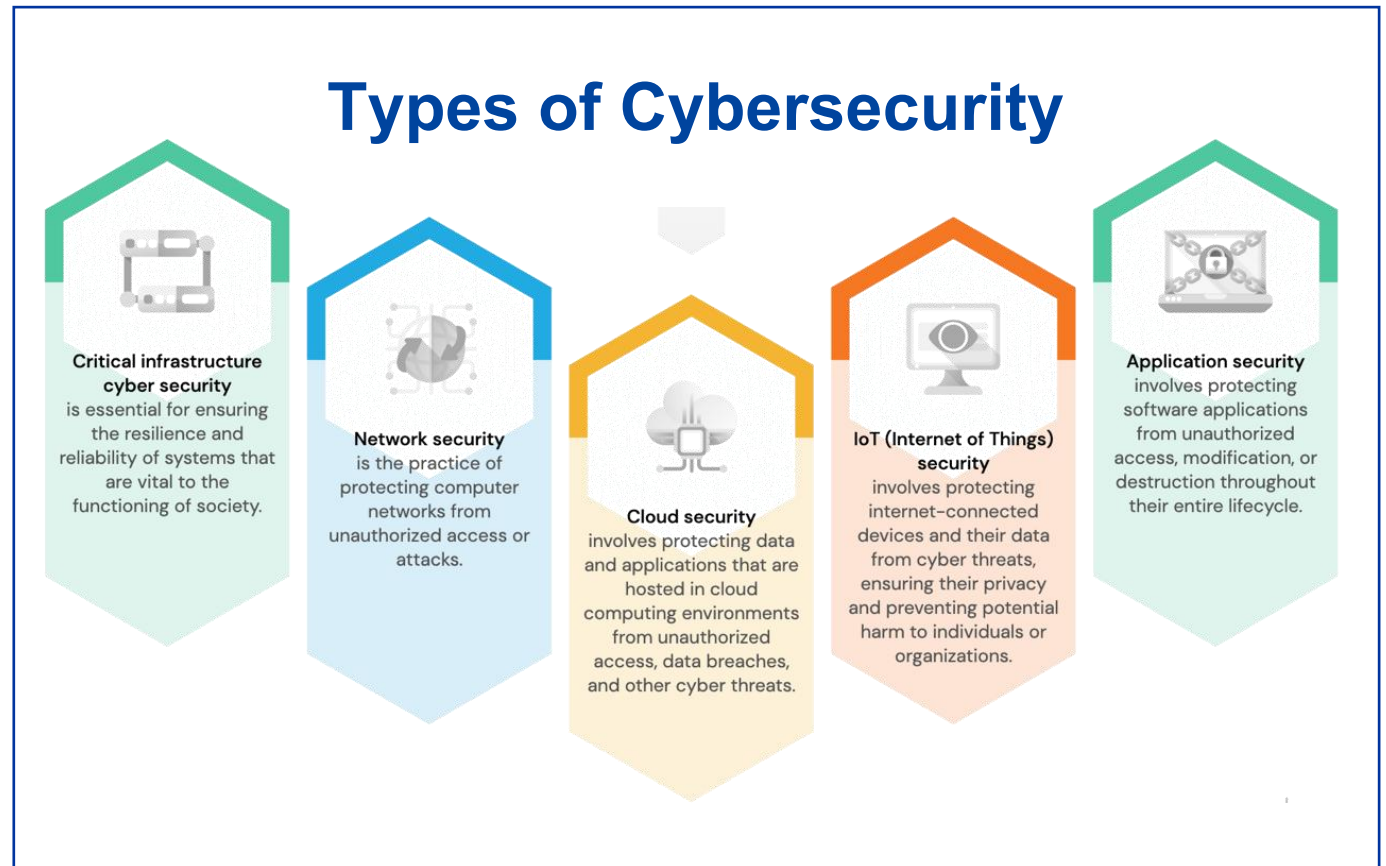 Types of Cybersecurity
Critical infrastructure
cyber security
is essential for ensuring
the resilience and
reliability of systems that
are vital to the
functioning of society.
Network security
is the practice of
protecting computer
networks from
unauthorized access or
attacks.
Cloud security
involves protecting data
and applications that are
hosted in cloud
computing environments
from unauthorized
access, data breaches,
and other cyber threats.
IoT (Internet of Things)
security
involves protecting
internet-connected
devices and their data
from cyber threats,
ensuring their privacy
and preventing potential
harm to individuals or
organizations.
Application security
involves protecting
software applications
from unauthorized
access, modification, or
destruction throughout
their entire lifecycle.